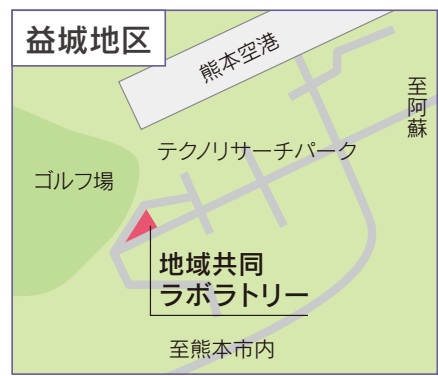 益城地区
熊本空港
至阿蘇
テクノリサーチパーク
ゴルフ場
地域共同
ラボラトリー
至熊本市内